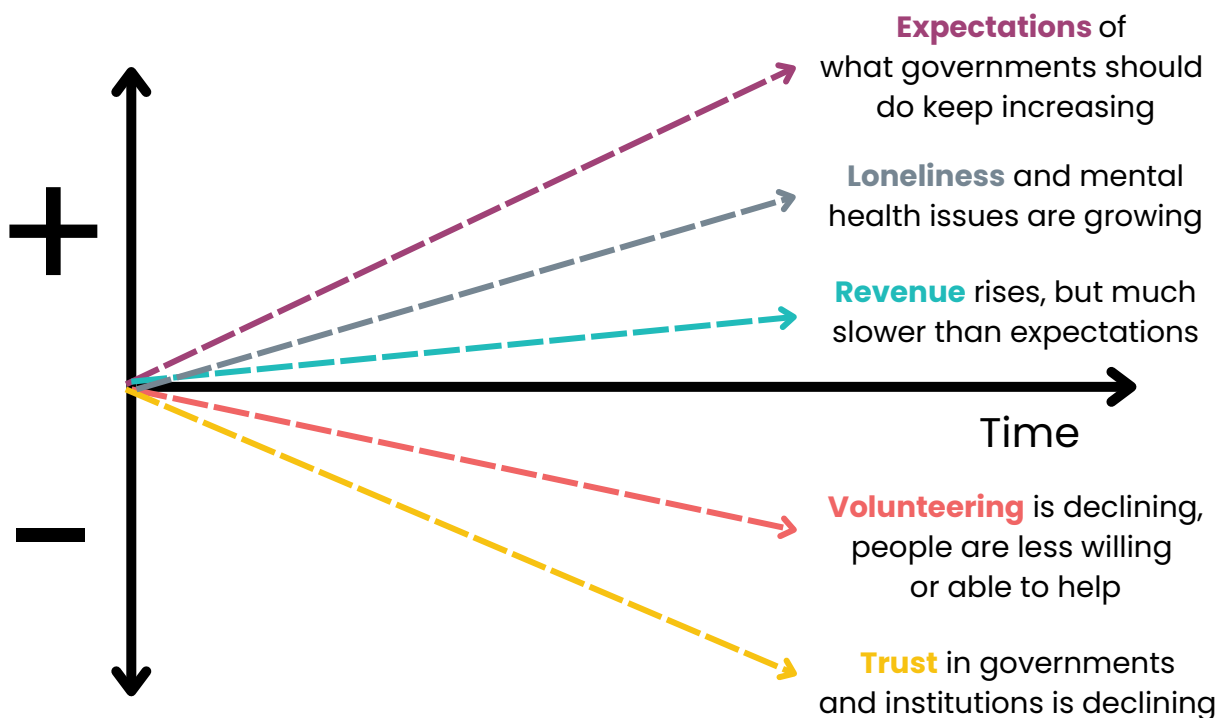 Expectations of
what governments should
do keep increasing
+
Loneliness and mental
health issues are growing
Revenue rises, but much
slower than expectations
Time
Volunteering is declining,
people are less willing
or able to help
−
Trust in governments
and institutions is declining